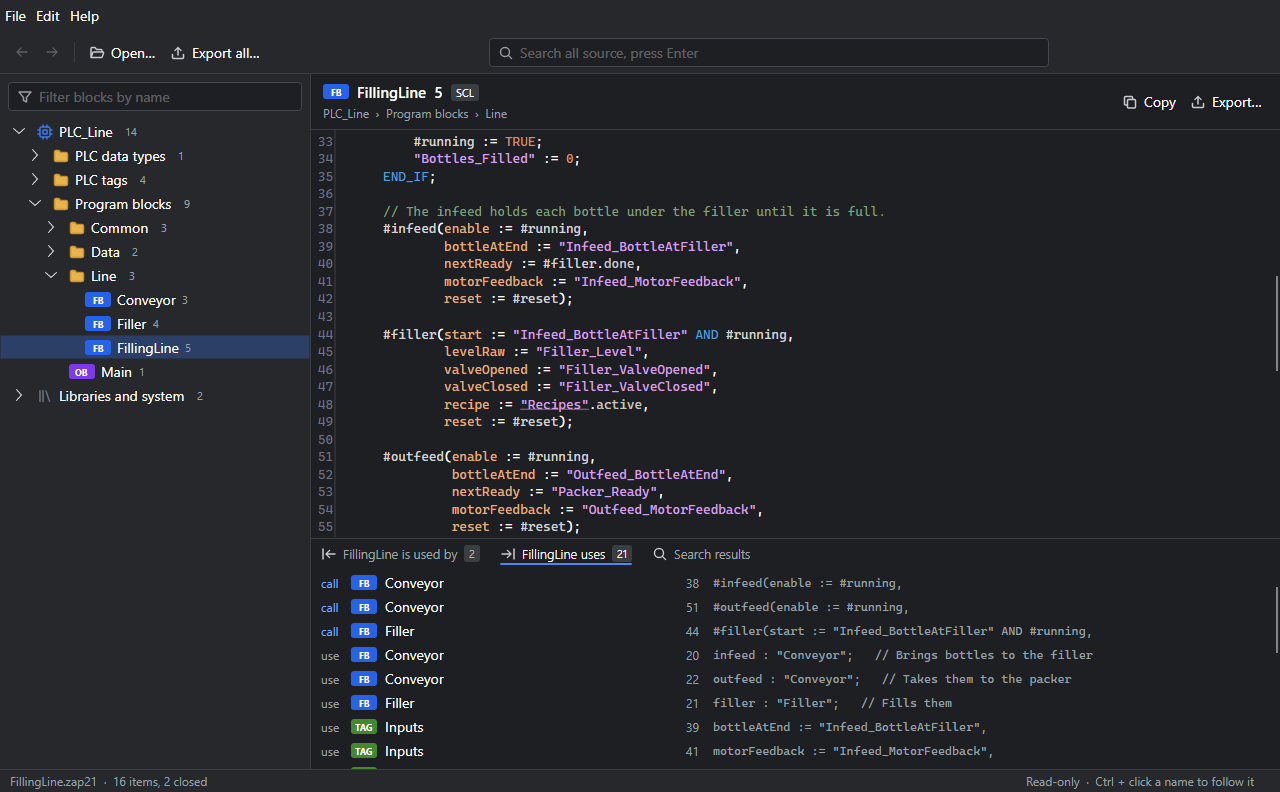 File Edit Help
Open... Export all... Search all source, press Enter
Filter blocks by name
PLC_Line 14
PLC data types 1
PLC tags 4
Program blocks 9
Common 3
Data 2
Line 3
FB Conveyor 3
FB Filler 4
FB FillingLine 5
OB Main 1
Libraries and system 2
FB FillingLine 5 SCL
PLC_Line › Program blocks › Line
Copy Export...
33 #running := TRUE;
34 "Bottles_Filled" := 0;
35 END_IF;
36
37 // The infeed holds each bottle under the filler until it is full.
38 #infeed(enable := #running,
39 bottleAtEnd := "Infeed_BottleAtFiller",
40 nextReady := #filler.done,
41 motorFeedback := "Infeed_MotorFeedback",
42 reset := #reset);
43
44 #filler(start := "Infeed_BottleAtFiller" AND #running,
45 levelRaw := "Filler_Level",
46 valveOpened := "Filler_ValveOpened",
47 valveClosed := "Filler_ValveClosed",
48 recipe := "Recipes".active,
49 reset := #reset);
50
51 #outfeed(enable := #running,
52 bottleAtEnd := "Outfeed_BottleAtEnd",
53 nextReady := "Packer_Ready",
54 motorFeedback := "Outfeed_MotorFeedback",
55 reset := #reset);
FillingLine is used by 2 FillingLine uses 21 Search results
call FB Conveyor 38 #infeed(enable := #running,
call FB Conveyor 51 #outfeed(enable := #running,
call FB Filler 44 #filler(start := "Infeed_BottleAtFiller" AND #running,
use FB Conveyor 20 infeed : "Conveyor"; // Brings bottles to the filler
use FB Conveyor 22 outfeed : "Conveyor"; // Takes them to the packer
use FB Filler 21 filler : "Filler"; // Fills them
use TAG Inputs 39 bottleAtEnd := "Infeed_BottleAtFiller",
use TAG Inputs 41 motorFeedback := "Infeed_MotorFeedback",
FillingLine.zap21 · 16 items, 2 closed
Read-only · Ctrl + click a name to follow it